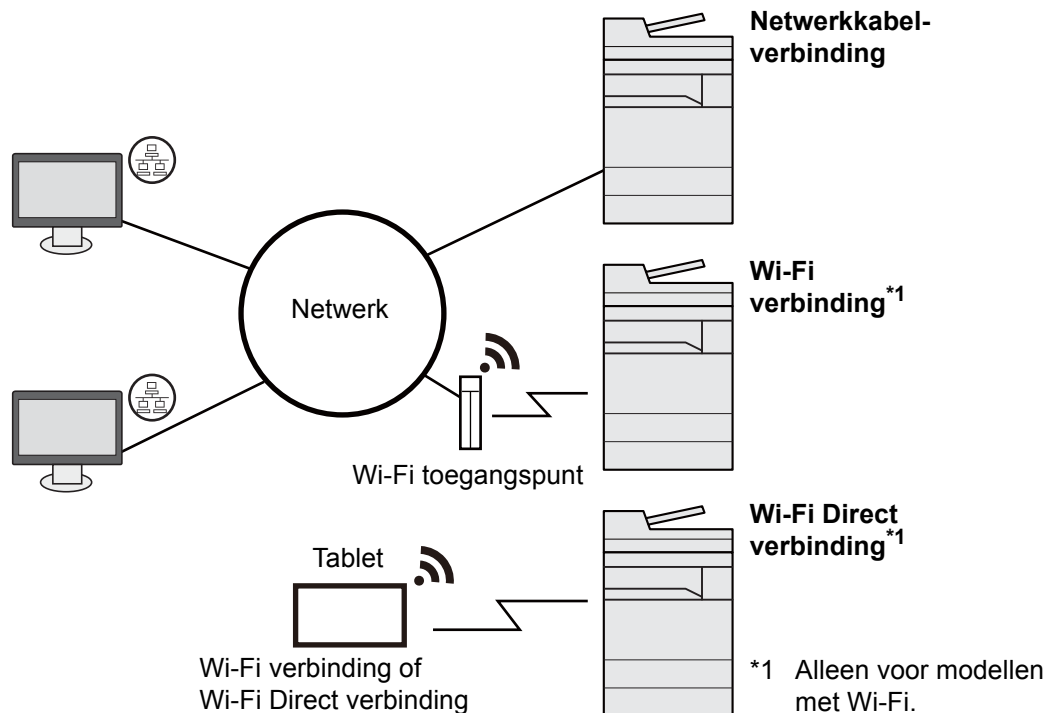 Netwerkkabel-
verbinding
Netwerk
Wi-Fi
verbinding*1
Wi-Fi toegangspunt
Wi-Fi Direct
verbinding*1
Tablet
Wi-Fi verbinding of
Wi-Fi Direct verbinding
*1 Alleen voor modellen
met Wi-Fi.